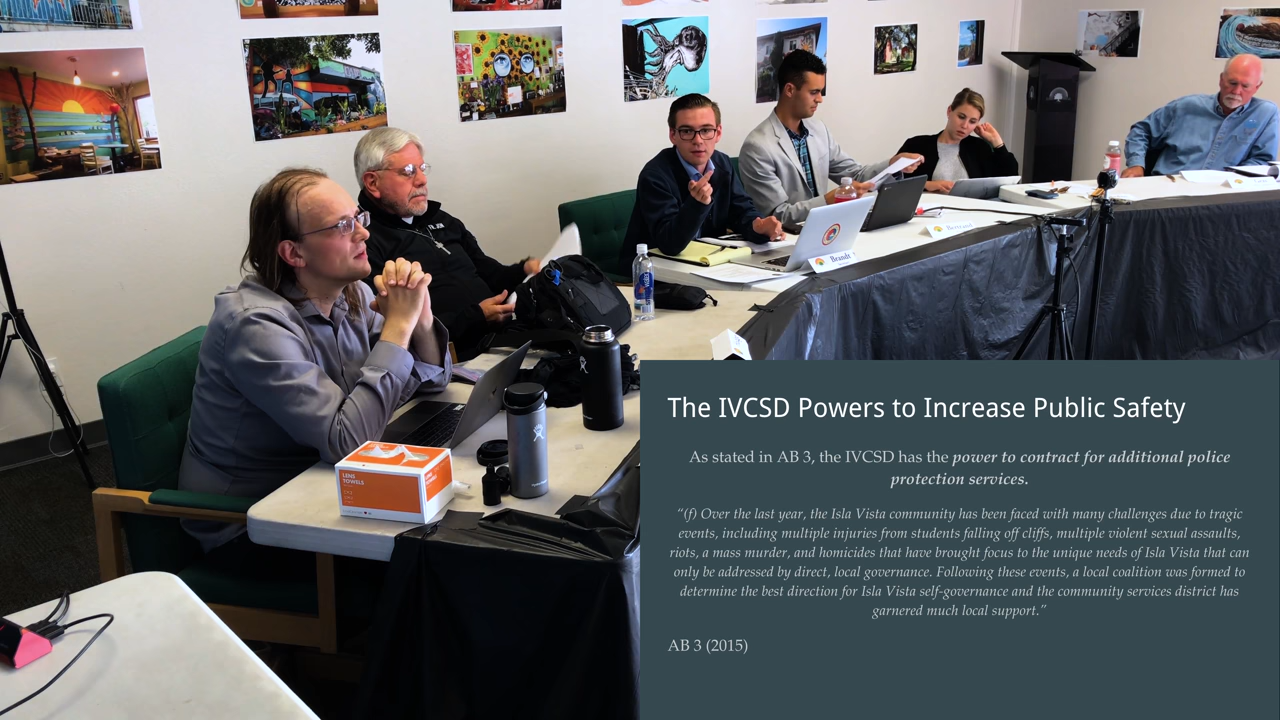 Brandt
Bertrand
LENS
TOWELS
The IVCSD Powers to Increase Public Safety
As stated in AB 3, the IVCSD has the power to contract for additional police
protection services.
“(f) Over the last year, the Isla Vista community has been faced with many challenges due to tragic
events, including multiple injuries from students falling off cliffs, multiple violent sexual assaults,
riots, a mass murder, and homicides that have brought focus to the unique needs of Isla Vista that can
only be addressed by direct, local governance. Following these events, a local coalition was formed to
determine the best direction for Isla Vista self-governance and the community services district has
garnered much local support.”
AB 3 (2015)